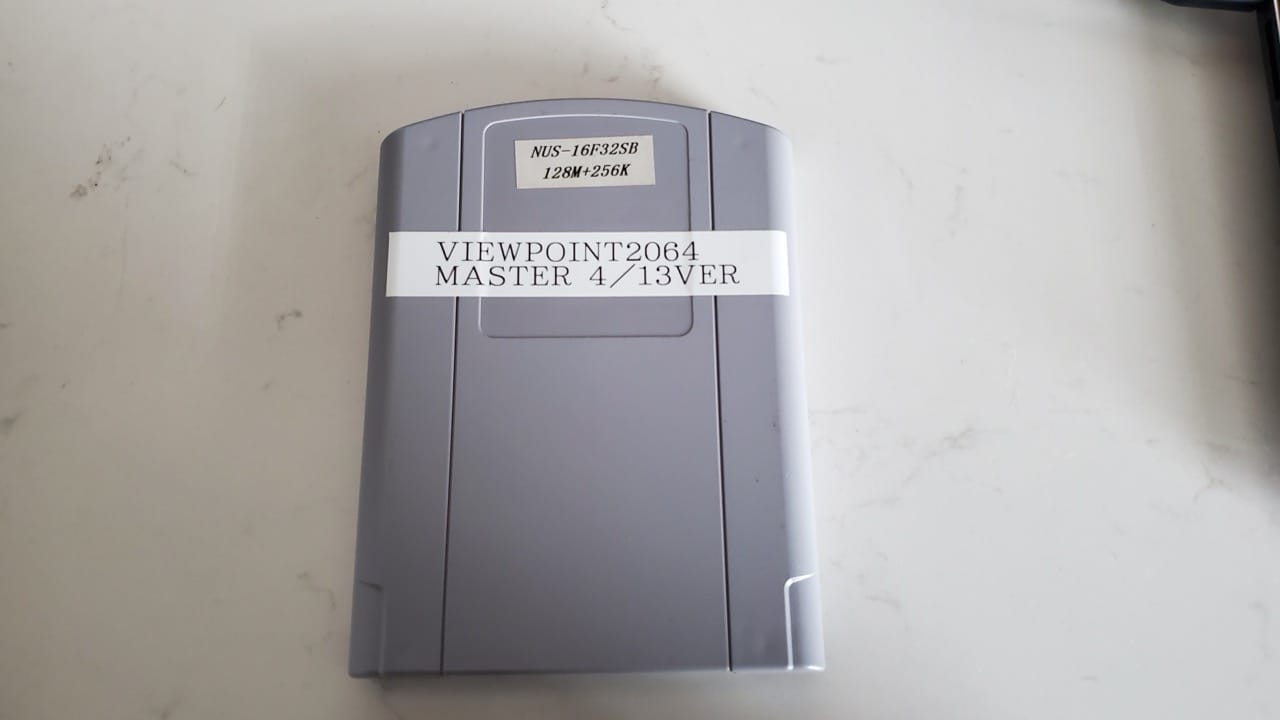 NUS-16F32SB
128M+256K
VIEWPOINT2064
MASTER 4/13VER